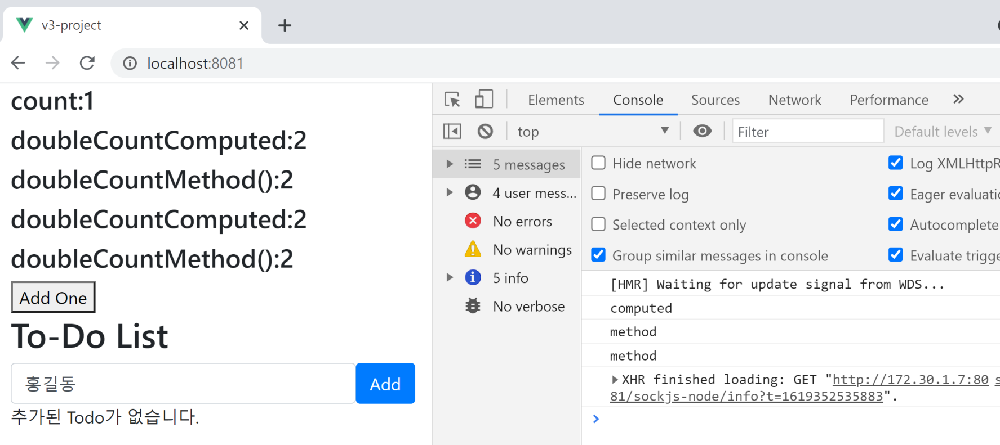 v3-project
localhost:8081
count:1
doubleCountComputed:2
doubleCountMethod():2
doubleCountComputed:2
doubleCountMethod():2
Add One
To-Do List
홍길동
Add
추가된 Todo가 없습니다.
Elements Console Sources Network Performance
top Filter Default levels
5 messages
4 user mess...
No errors
No warnings
5 info
No verbose
Hide network
Log XMLHttpR
Preserve log
Eager evaluatio
Selected context only
Autocomplete
Group similar messages in console
Evaluate trigge
[HMR] Waiting for update signal from WDS...
computed
method
method
XHR finished loading: GET "http://172.30.1.7:80 s
81/sockjs-node/info?t=1619352535883".